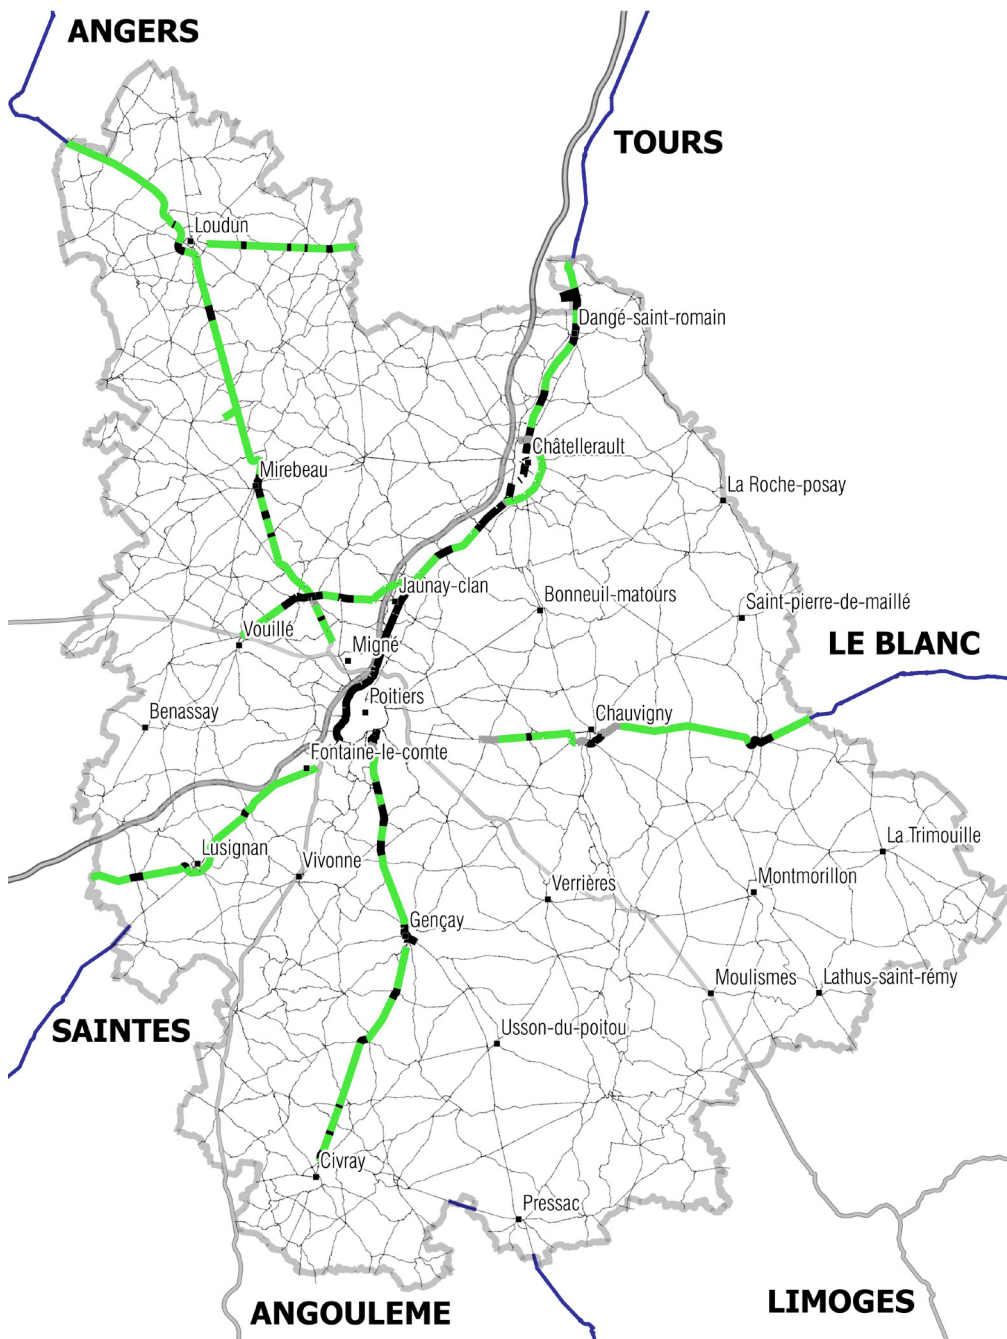 ANGERS
TOURS
Loudun
Dangé-saint-romain
Châtellerault
Mirebeau
La Roche-posay
Jaunay-clan
Bonneuil-matours
Saint-pierre-de-maillé
Vouillé
Migné
LE BLANC
Poitiers
Benassay
Chauvigny
Fontaine-le-comte
Lusignan
Vivonne
La Trimouille
Verrières
Montmorillon
Gençay
Moulismes
Lathus-saint-rémy
SAINTES
Usson-du-poitou
Civray
Pressac
ANGOULEME
LIMOGES